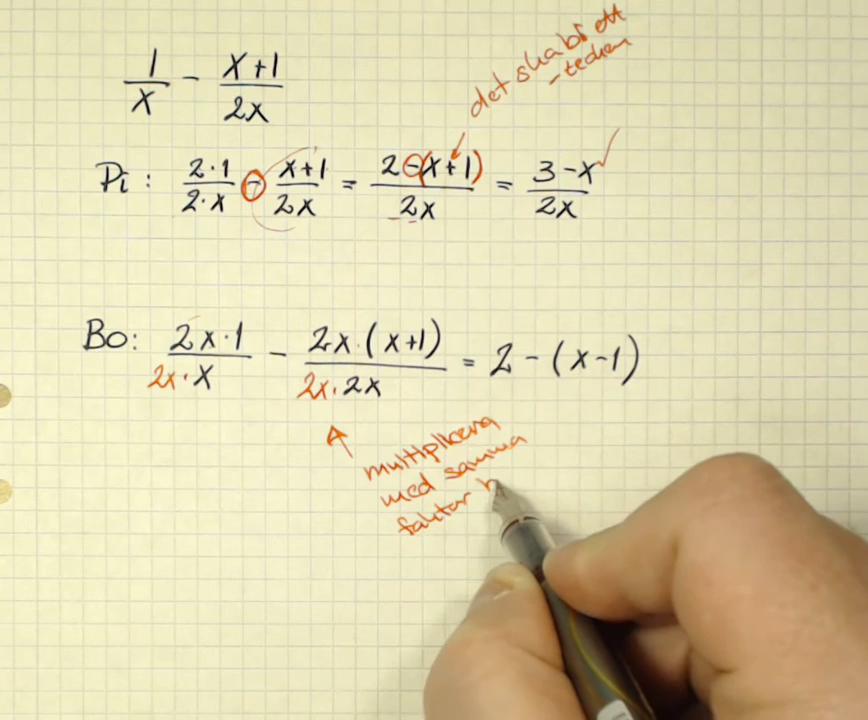 1/x - x+1/2x
det ska bli ett
-tecken
Pi: 2·1/2·x - x+1/2x = 2-(x+1)/2x = 3-x/2x ✓
Bo: 2x·1/2x·x - 2x·(x+1)/2x·2x = 2-(x-1)
multiplicera
med samma
faktor